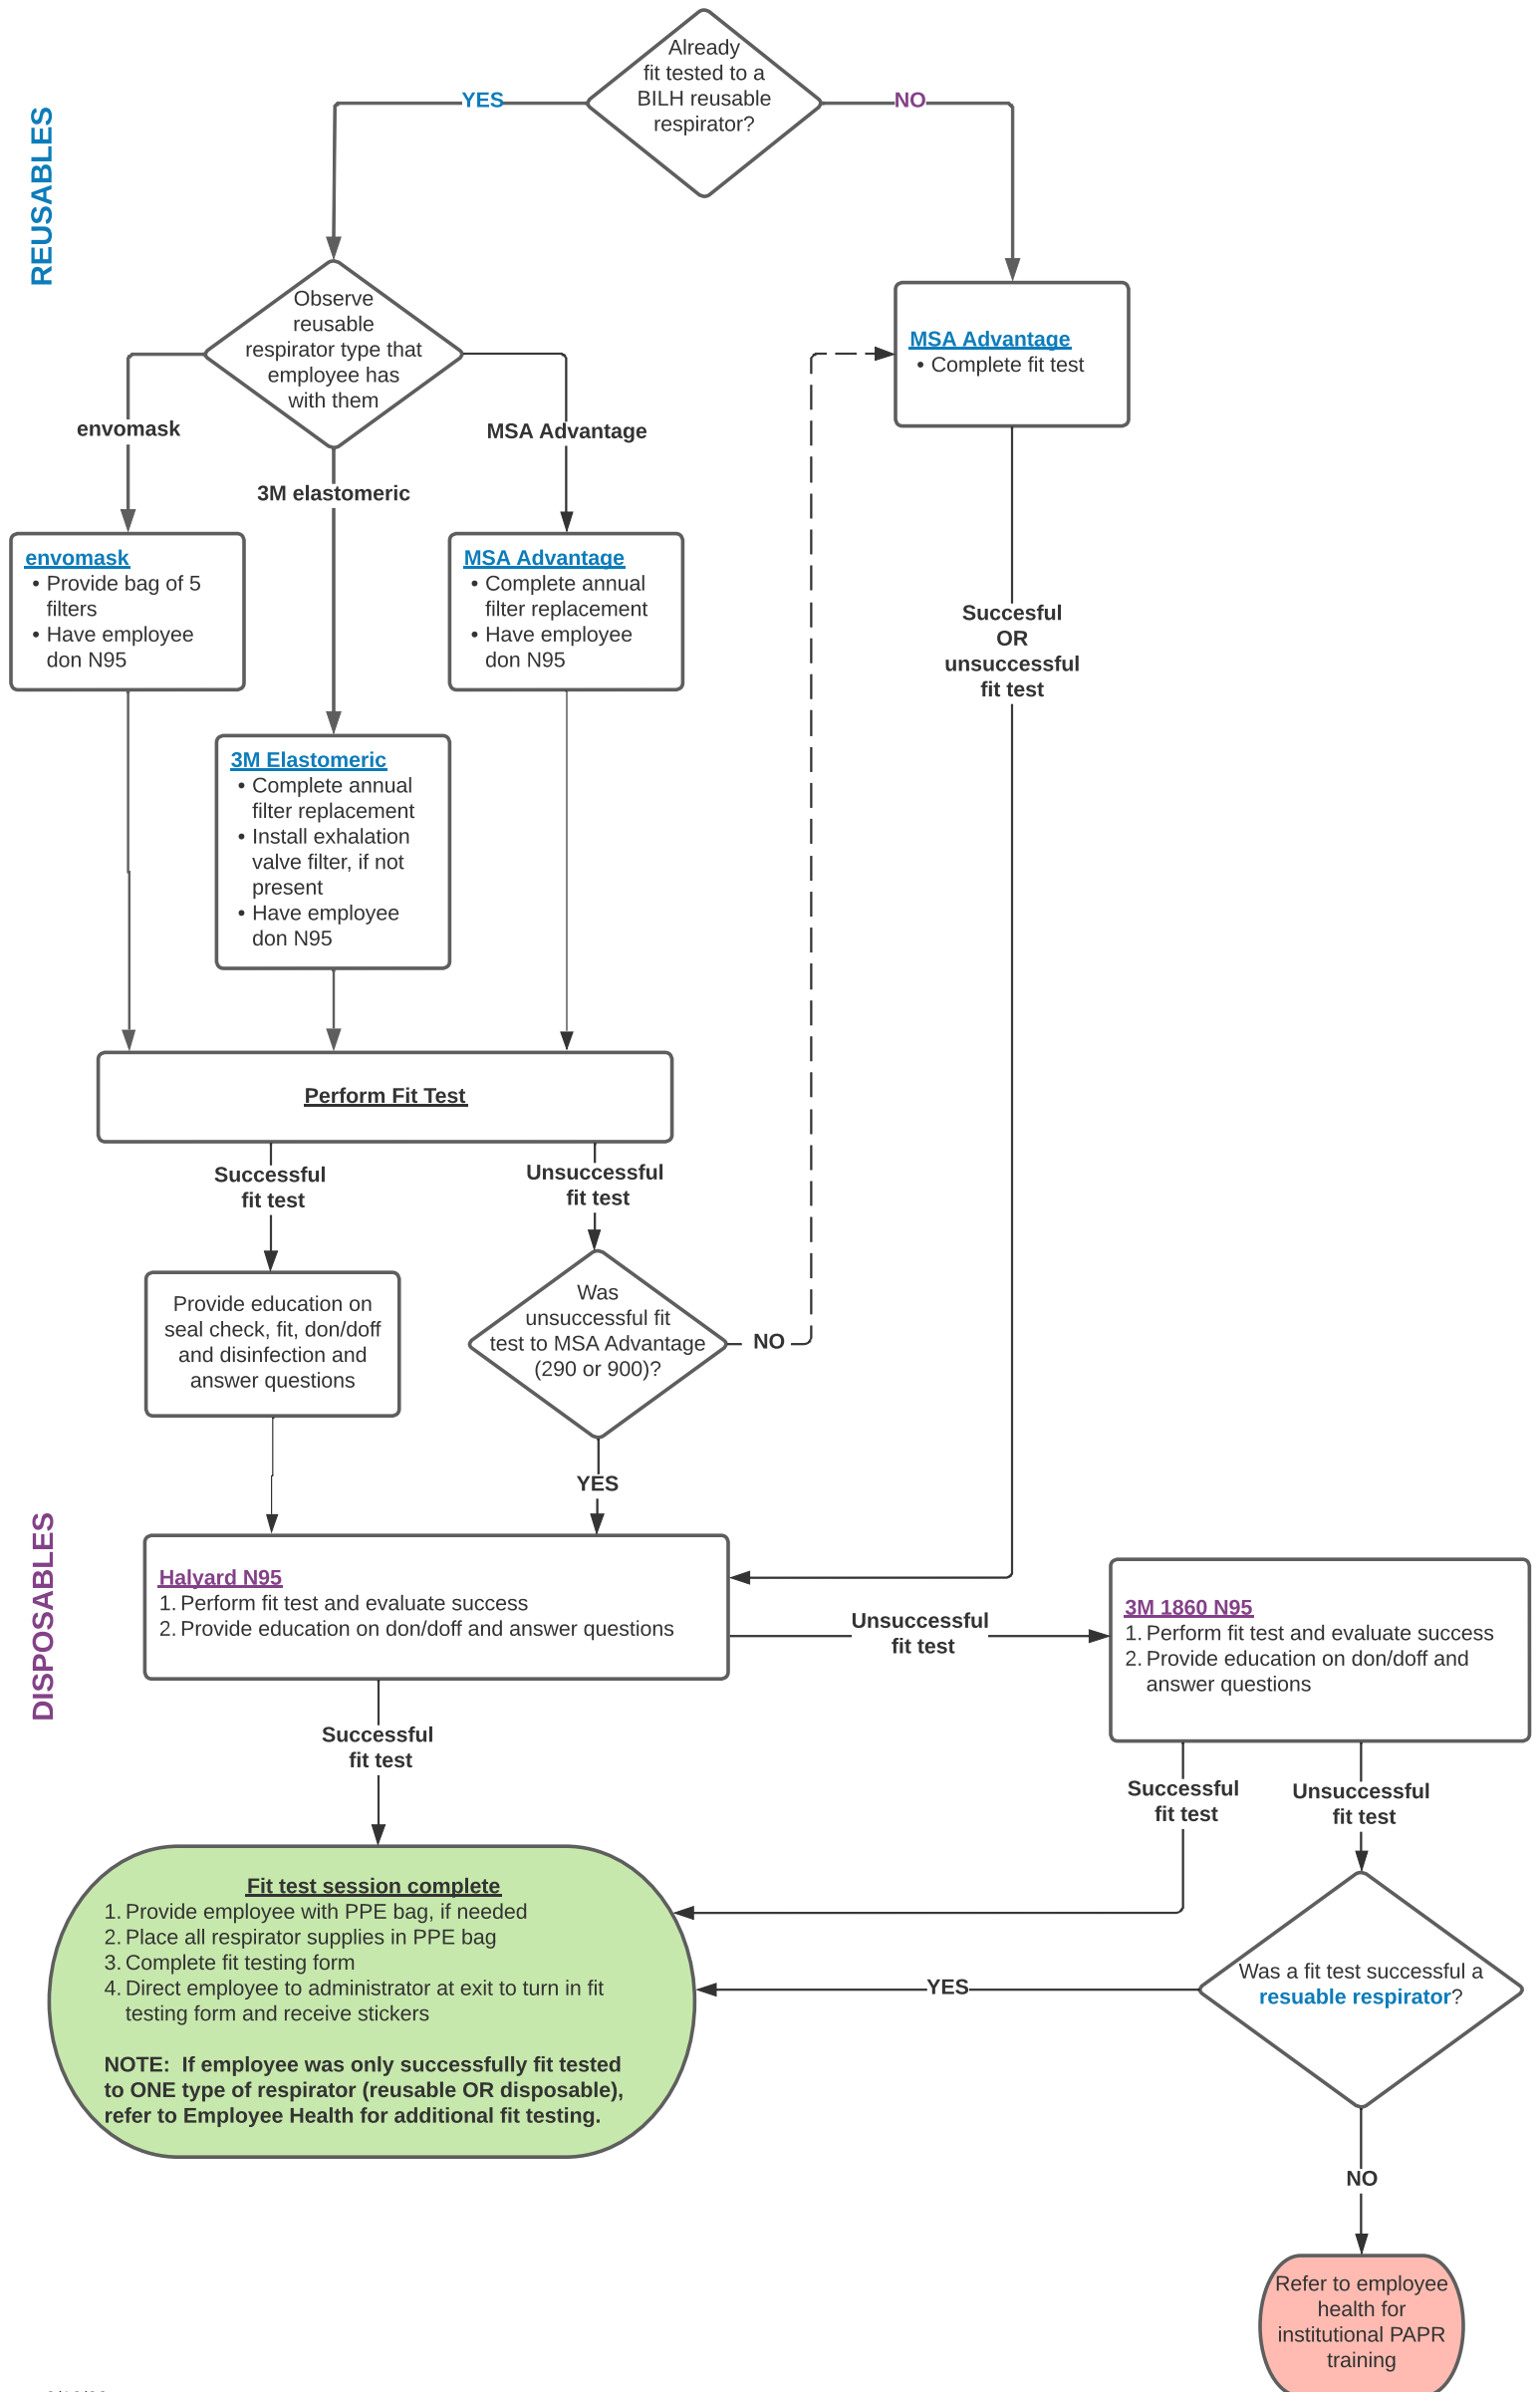 Already
fit tested to a
BILH reusable
respirator?
YES
NO
REUSABLES
Observe
reusable
respirator type that
employee has
with them
MSA Advantage
• Complete fit test
envomask
3M elastomeric
MSA Advantage
envomask
• Provide bag of 5
filters
• Have employee
don N95
MSA Advantage
• Complete annual
filter replacement
• Have employee
don N95
Succesful
OR
unsuccessful
fit test
3M Elastomeric
• Complete annual
filter replacement
• Install exhalation
valve filter, if not
present
• Have employee
don N95
Perform Fit Test
Successful
fit test
Unsuccessful
fit test
Provide education on
seal check, fit, don/doff
and disinfection and
answer questions
Was
unsuccessful fit
test to MSA Advantage
(290 or 900)?
NO
YES
DISPOSABLES
Halyard N95
1. Perform fit test and evaluate success
2. Provide education on don/doff and answer questions
Unsuccessful
fit test
3M 1860 N95
1. Perform fit test and evaluate success
2. Provide education on don/doff and
answer questions
Successful
fit test
Successful
fit test
Unsuccessful
fit test
Fit test session complete
1. Provide employee with PPE bag, if needed
2. Place all respirator supplies in PPE bag
3. Complete fit testing form
4. Direct employee to administrator at exit to turn in fit
testing form and receive stickers
NOTE: If employee was only successfully fit tested
to ONE type of respirator (reusable OR disposable),
refer to Employee Health for additional fit testing.
YES
Was a fit test successful a
resuable respirator?
NO
Refer to employee
health for
institutional PAPR
training